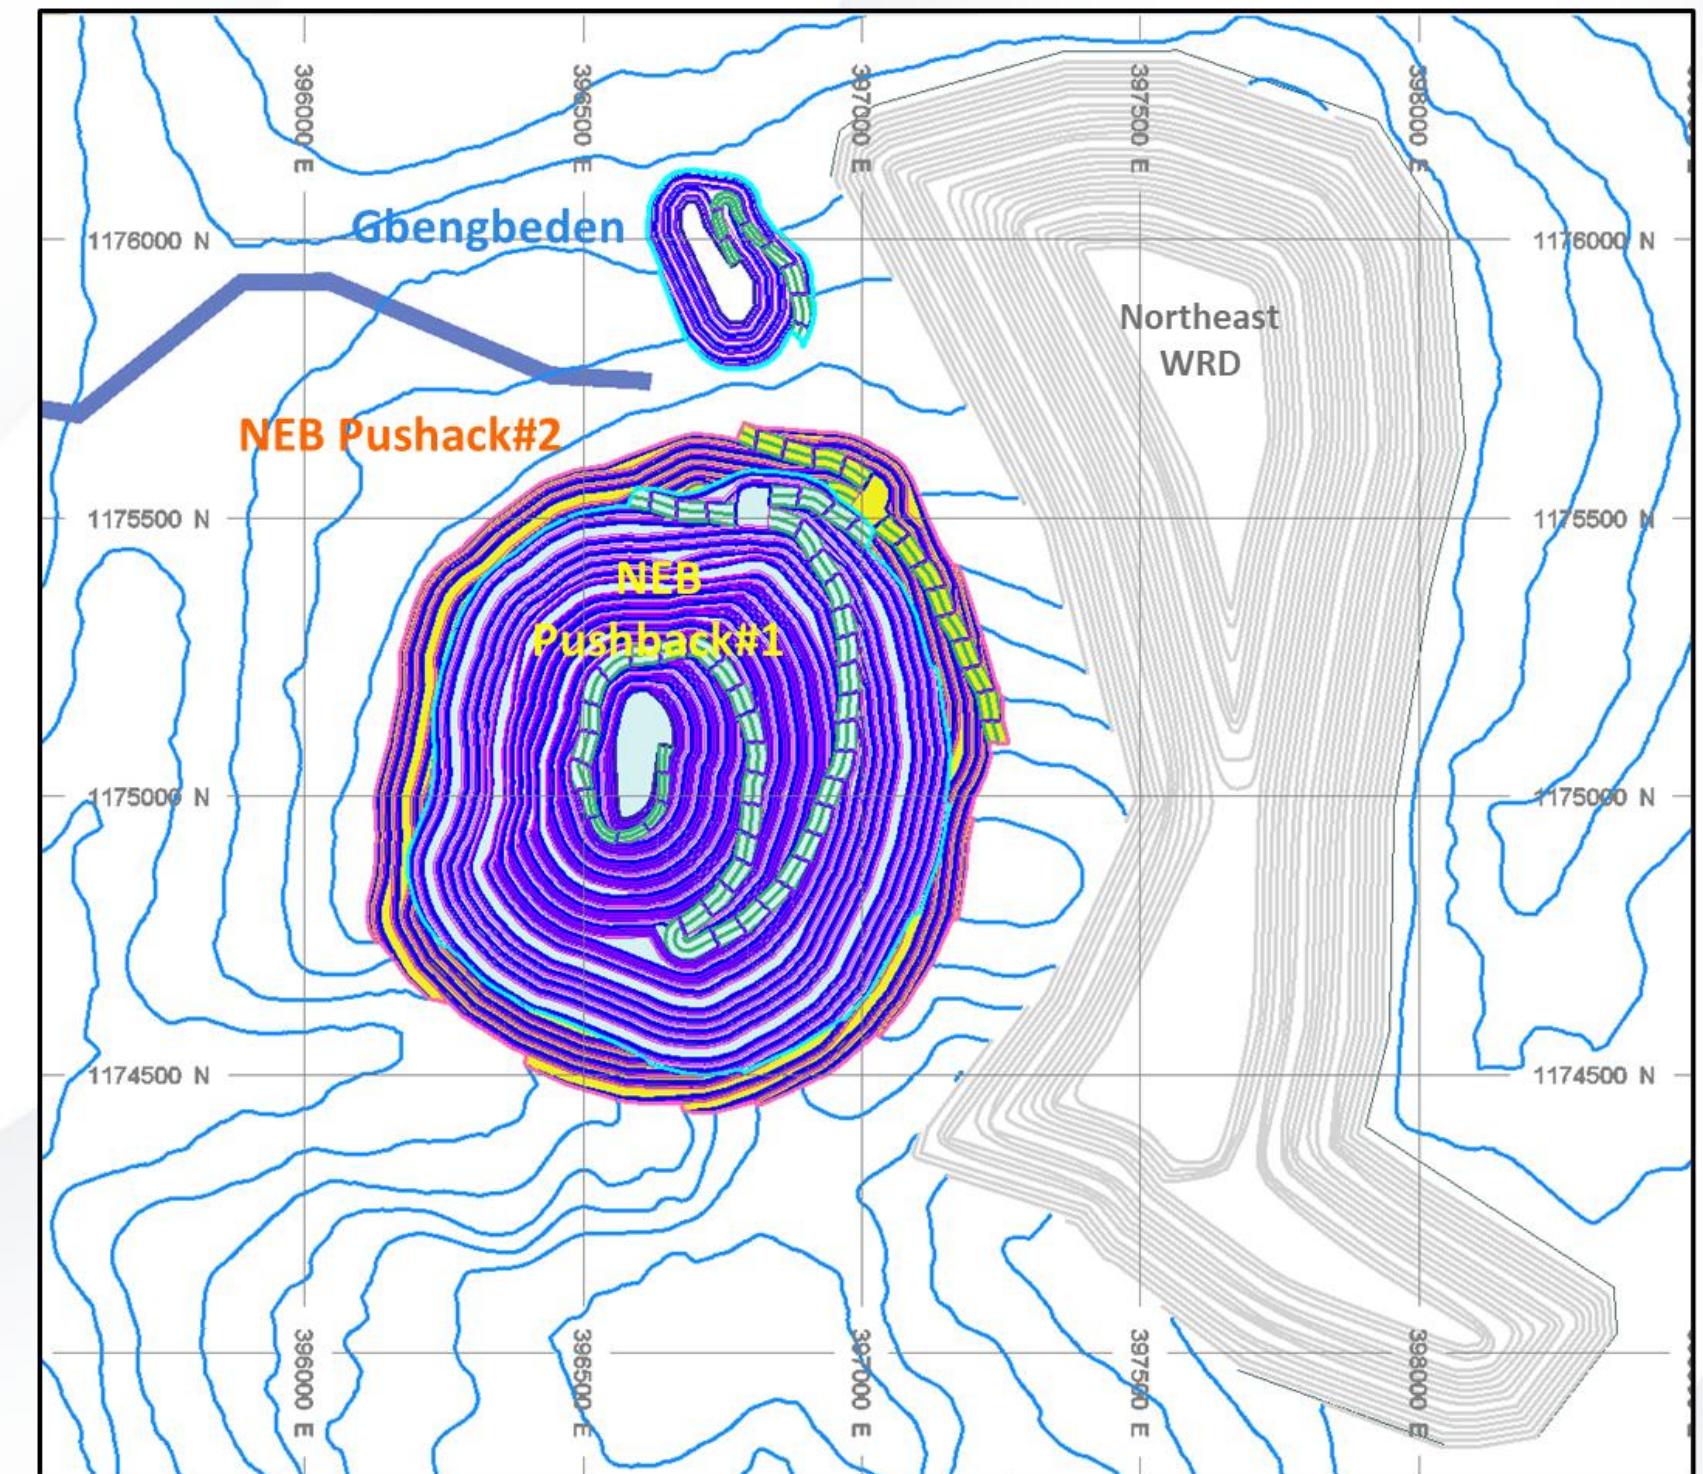 396000 E
396500 E
397000 E
397500 E
398000 E
Gbengbeden
1176000 N
1176000 N
Northeast
WRD
NEB Pushack#2
1175500 N
1175500 N
NEB
Pushback#1
1175000 N
1175000 N
1174500 N
1174500 N
396000 E
396500 E
397000 E
397500 E
398000 E